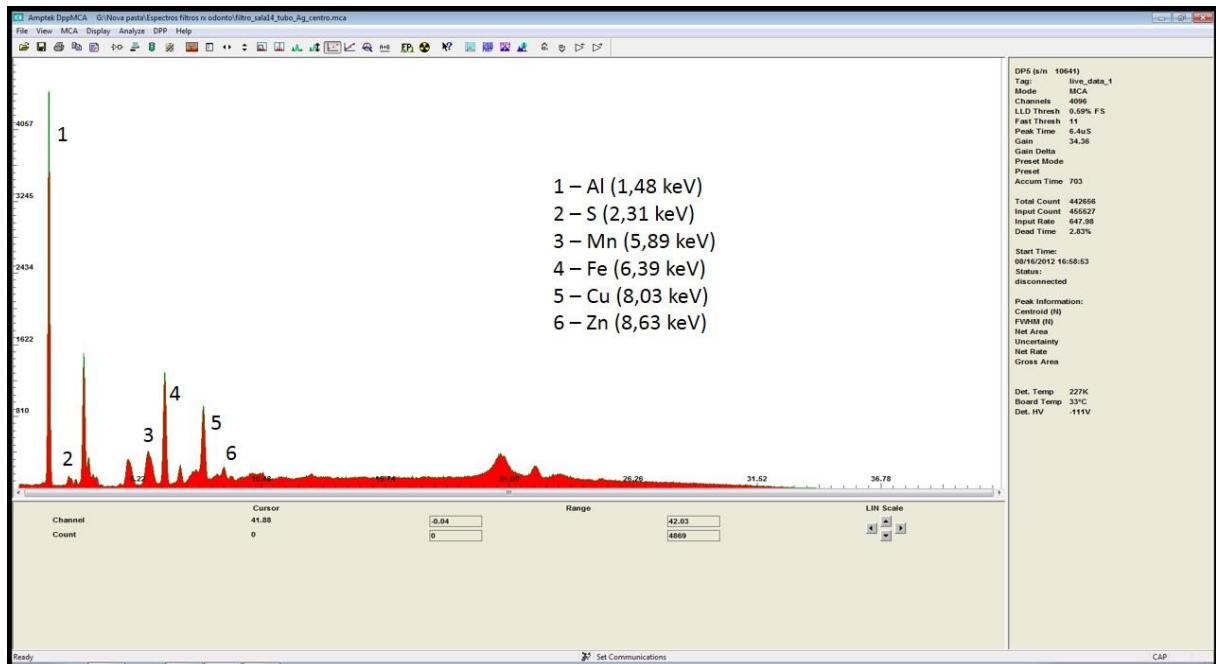 Amptek DppMCA G:\Nova pasta\Espectros filtros rx odonto\filtro_sala14_tubo_Ag_centro.mca
File View MCA Display Analyze DPP Help
4057
3245
2434
1622
810
1
2
3
4
5
6
1 – Al (1,48 keV)
2 – S (2,31 keV)
3 – Mn (5,89 keV)
4 – Fe (6,39 keV)
5 – Cu (8,03 keV)
6 – Zn (8,63 keV)
5.22 10.48 15.74 21.00 26.26 31.52 36.78
DP5 (s/n 10641)
Tag: live_data_1
Mode MCA
Channels 4096
LLD Thresh 0.59% FS
Fast Thresh 11
Peak Time 6.4uS
Gain 34.36
Gain Delta
Preset Mode
Preset
Accum Time 703
Total Count 442656
Input Count 455527
Input Rate 647.98
Dead Time 2.83%
Start Time:
08/16/2012 16:58:53
Status:
disconnected
Peak Information:
Centroid (N)
FWHM (N)
Net Area
Uncertainty
Net Rate
Gross Area
Det. Temp 227K
Board Temp 33°C
Det. HV -111V
Cursor Range LIN Scale
Channel 41.88 -0.04 42.03
Count 0 0 4869
Ready Set Communications CAP